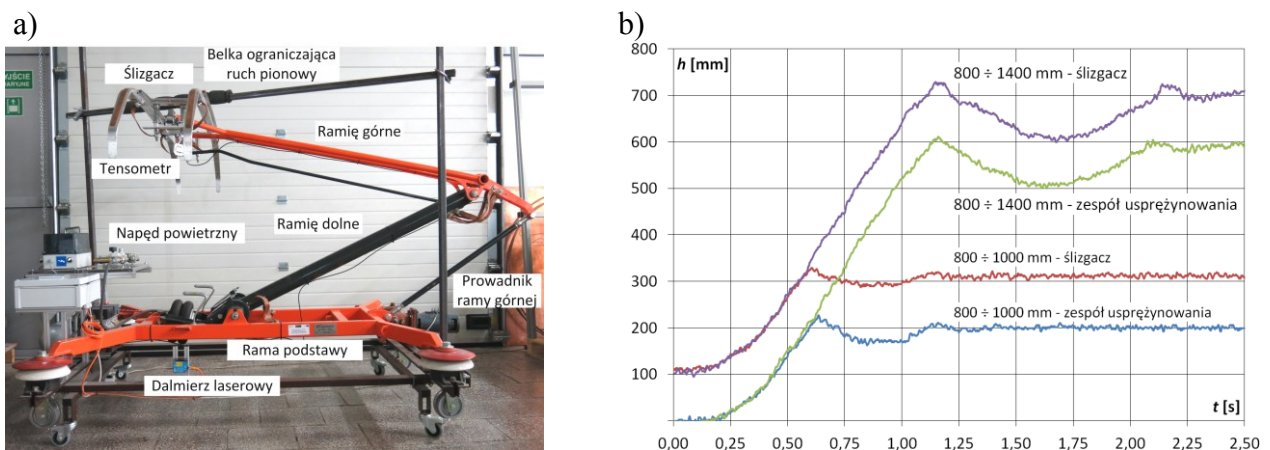 a)
Belka ograniczająca
ruch pionowy
Ślizgacz
WYJŚCIE
Ramię górne
Tensometr
Ramię dolne
Napęd powietrzny
Prowadnik
ramy górnej
Rama podstawy
Dalmierz laserowy
b)
800
700
600
500
400
300
200
100
h [mm]
800 ÷ 1400 mm - ślizgacz
800 ÷ 1400 mm - zespół usprężynowania
800 ÷ 1000 mm - ślizgacz
800 ÷ 1000 mm - zespół usprężynowania
t [s]
0,00 0,25 0,50 0,75 1,00 1,25 1,50 1,75 2,00 2,25 2,50